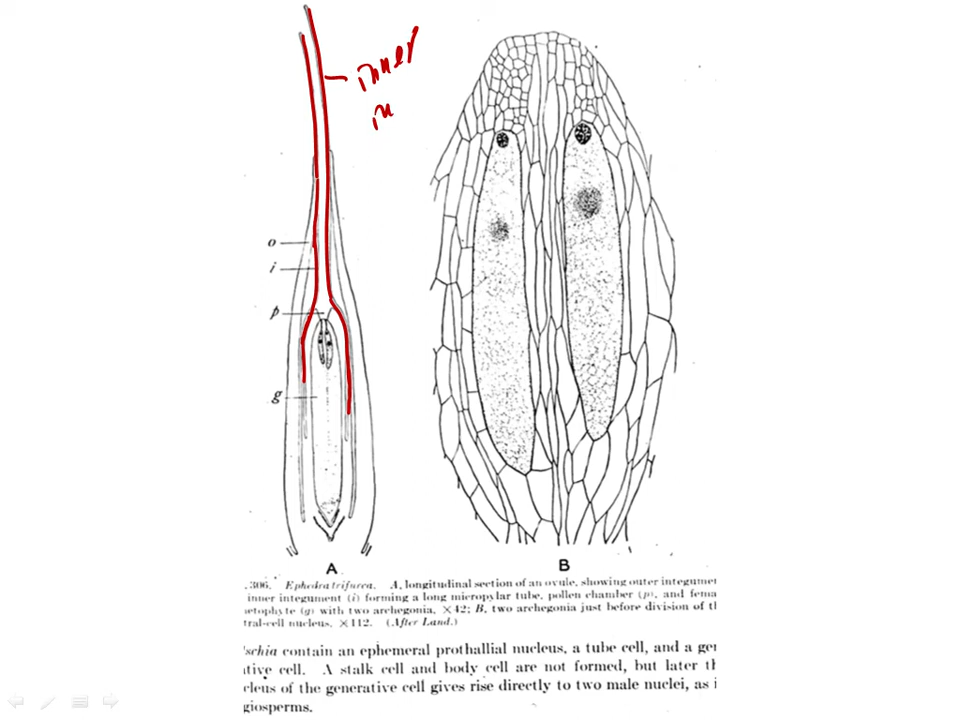 inner
o
i
p
g
A
B
.306. Ephedra trifurca. A, longitudinal section of an ovule, showing outer integumen
inner integument (i) forming a long micropylar tube, pollen chamber (p), and fema
etophyte (g) with two archegonia, ×42; B, two archegonia just before division of th
tral-cell nucleus, ×112. (After Land.)
'schia contain an ephemeral prothallial nucleus, a tube cell, and a gen
ative cell. A stalk cell and body cell are not formed, but later th
cleus of the generative cell gives rise directly to two male nuclei, as i
giosperms.